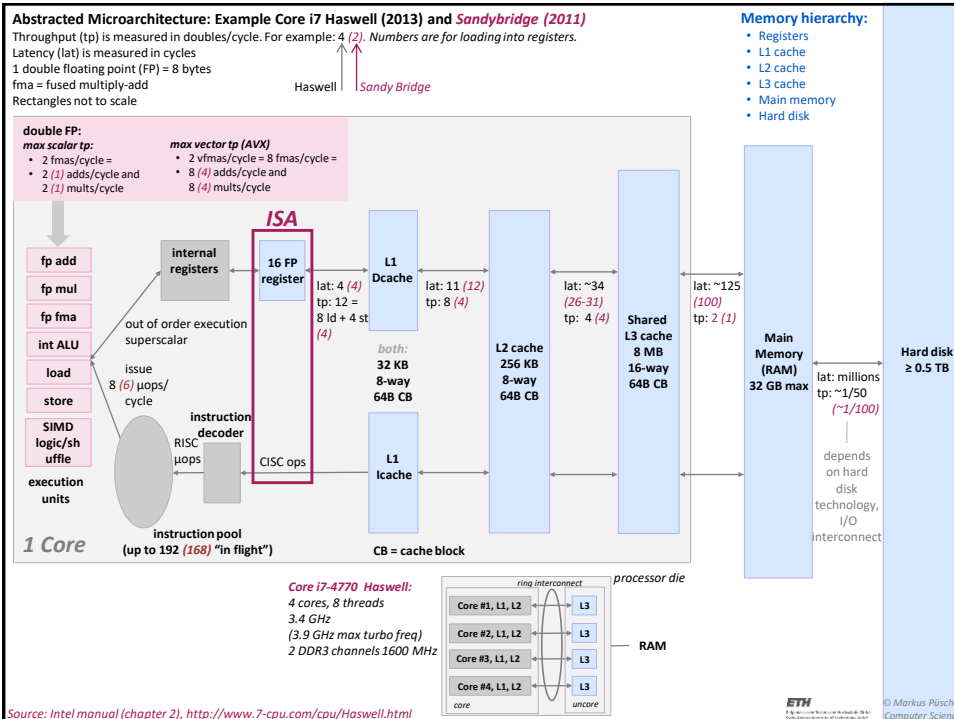 Abstracted Microarchitecture: Example Core i7 Haswell (2013) and Sandybridge (2011)
Throughput (tp) is measured in doubles/cycle. For example: 4 (2). Numbers are for loading into registers.
Latency (lat) is measured in cycles
1 double floating point (FP) = 8 bytes
fma = fused multiply-add
Rectangles not to scale
Haswell
Sandy Bridge
Memory hierarchy:
• Registers
• L1 cache
• L2 cache
• L3 cache
• Main memory
• Hard disk
double FP:
max scalar tp:
• 2 fmas/cycle =
• 2 (1) adds/cycle and
2 (1) mults/cycle
max vector tp (AVX)
• 2 vfmas/cycle = 8 fmas/cycle =
• 8 (4) adds/cycle and
8 (4) mults/cycle
ISA
fp add
fp mul
fp fma
int ALU
load
store
SIMD
logic/sh
uffle
execution
units
internal
registers
16 FP
register
out of order execution
superscalar
issue
8 (6) μops/
cycle
instruction
decoder
RISC
μops
CISC ops
instruction pool
(up to 192 (168) "in flight")
1 Core
L1
Dcache
lat: 4 (4)
tp: 12 =
8 ld + 4 st
(4)
both:
32 KB
8-way
64B CB
L1
Icache
CB = cache block
lat: 11 (12)
tp: 8 (4)
L2 cache
256 KB
8-way
64B CB
lat: ~34
(26-31)
tp: 4 (4)
Shared
L3 cache
8 MB
16-way
64B CB
lat: ~125
(100)
tp: 2 (1)
Main
Memory
(RAM)
32 GB max
lat: millions
tp: ~1/50
(~1/100)
depends
on hard
disk
technology,
I/O
interconnect
Hard disk
≥ 0.5 TB
Core i7-4770 Haswell:
4 cores, 8 threads
3.4 GHz
(3.9 GHz max turbo freq)
2 DDR3 channels 1600 MHz
ring interconnect
processor die
Core #1, L1, L2
L3
Core #2, L1, L2
L3
Core #3, L1, L2
L3
Core #4, L1, L2
L3
core
uncore
RAM
Source: Intel manual (chapter 2), http://www.7-cpu.com/cpu/Haswell.html
ETH
© Markus Püsch
Computer Scienc